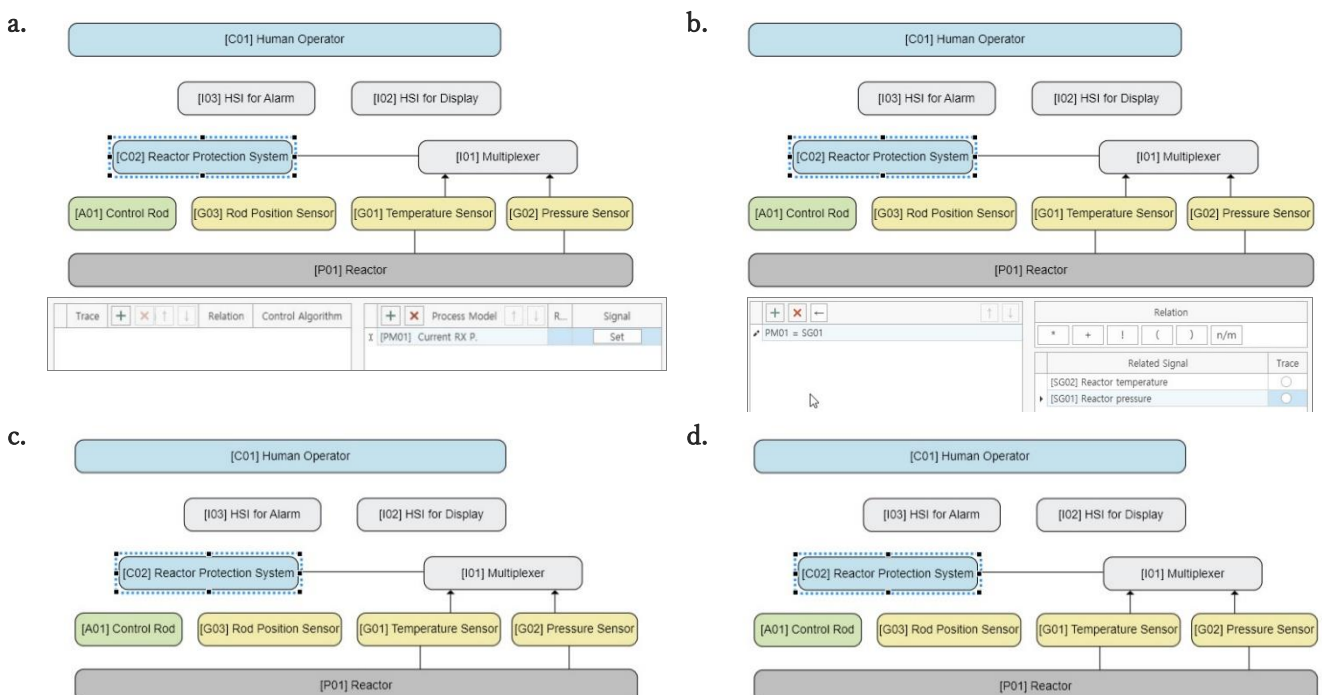 a.
[C01] Human Operator
[I03] HSI for Alarm
[I02] HSI for Display
[C02] Reactor Protection System
[I01] Multiplexer
[A01] Control Rod
[G03] Rod Position Sensor
[G01] Temperature Sensor
[G02] Pressure Sensor
[P01] Reactor
Trace + × ↑ ↓ Relation Control Algorithm
+ × Process Model ↑ ↓ R... Signal
[PM01] Current RX P. Set
b.
[C01] Human Operator
[I03] HSI for Alarm
[I02] HSI for Display
[C02] Reactor Protection System
[I01] Multiplexer
[A01] Control Rod
[G03] Rod Position Sensor
[G01] Temperature Sensor
[G02] Pressure Sensor
[P01] Reactor
+ × ← ↑ ↓
PM01 = SG01
Relation
* + ! ( ) n/m
Related Signal Trace
[SG02] Reactor temperature
[SG01] Reactor pressure
c.
[C01] Human Operator
[I03] HSI for Alarm
[I02] HSI for Display
[C02] Reactor Protection System
[I01] Multiplexer
[A01] Control Rod
[G03] Rod Position Sensor
[G01] Temperature Sensor
[G02] Pressure Sensor
[P01] Reactor
d.
[C01] Human Operator
[I03] HSI for Alarm
[I02] HSI for Display
[C02] Reactor Protection System
[I01] Multiplexer
[A01] Control Rod
[G03] Rod Position Sensor
[G01] Temperature Sensor
[G02] Pressure Sensor
[P01] Reactor